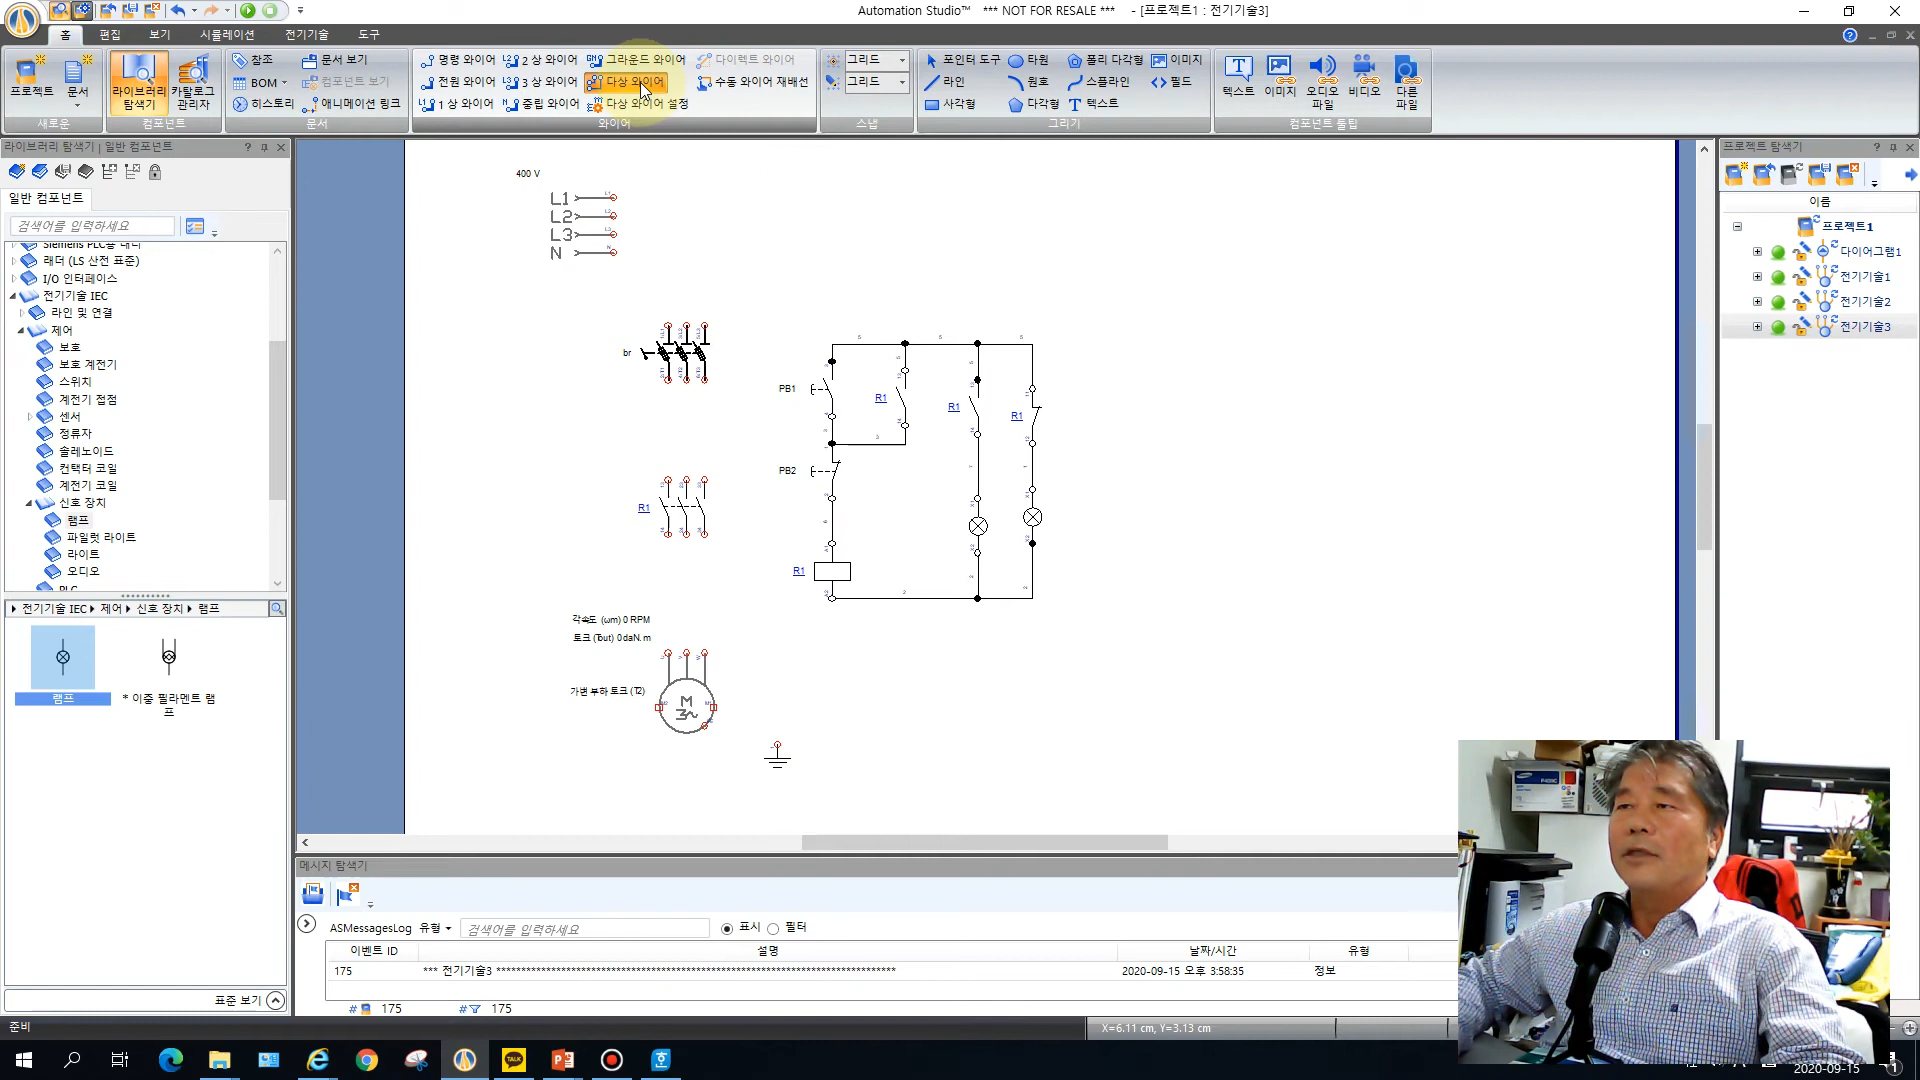 Automation Studio™ *** NOT FOR RESALE *** - [프로젝트1 : 전기기술3]
홈 편집 보기 시뮬레이션 전기기술 도구
프로젝트 문서 라이브러리 탐색기 카탈로그 관리자
새로운 컴포넌트
참조 문서 보기
BOM 컴포넌트 보기
히스토리 애니메이션 링크
문서
명령 와이어 L2 2 상 와이어 그라운드 와이어 다이렉트 와이어
전원 와이어 L3 3 상 와이어 다상 와이어 수동 와이어 재배선
L1 1 상 와이어 N 중립 와이어 다상 와이어 설정
와이어
그리드
그리드
스냅
포인터 도구 타원 폴리 다각형 이미지
라인 원호 스플라인 필드
사각형 다각형 텍스트
그리기
텍스트 이미지 오디오 파일 비디오 다른 파일
컴포넌트 툴팁
라이브러리 탐색기 | 일반 컴포넌트
일반 컴포넌트
검색어를 입력하세요
Siemens PLC용 래더
래더 (LS 산전 표준)
I/O 인터페이스
전기기술 IEC
라인 및 연결
제어
보호
보호 계전기
스위치
계전기 접점
센서
정류자
솔레노이드
컨택터 코일
계전기 코일
신호 장치
램프
파일럿 라이트
라이트
오디오
PLC
전기기술 IEC 제어 신호 장치 램프
램프
* 이중 필라멘트 램프
표준 보기
준비
400 V
L1
L2
L3
N
br
PB1
R1
R1
R1
PB2
R1
R1
각속도 (ωm) 0 RPM
토크 (Tout) 0 daN.m
가변 부하 토크 (T2)
M
3~
메시지 탐색기
ASMessagesLog 유형 검색어를 입력하세요 표시 필터
이벤트 ID 설명 날짜/시간 유형
175 *** 전기기술3 ******************************************************************************** 2020-09-15 오후 3:58:35 정보
# 175 # 175
X=6.11 cm, Y=3.13 cm
프로젝트 탐색기
이름
프로젝트1
다이어그램1
전기기술1
전기기술2
전기기술3
TALK
2020-09-15
1